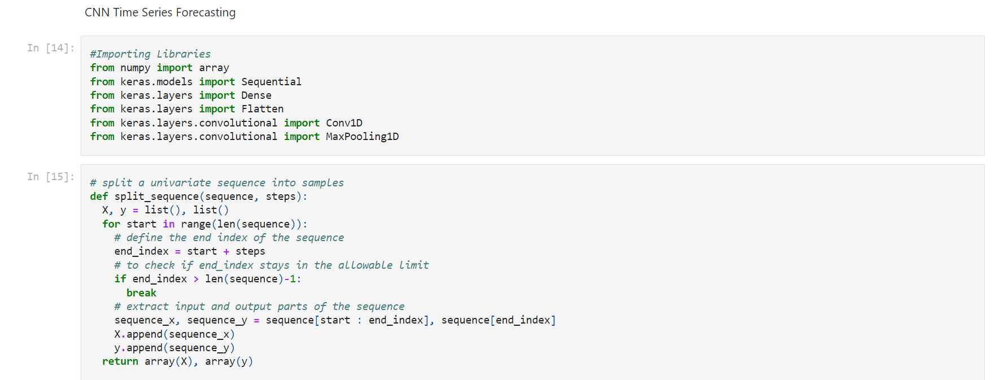 CNN Time Series Forecasting
In [14]:
#Importing Libraries
from numpy import array
from keras.models import Sequential
from keras.layers import Dense
from keras.layers import Flatten
from keras.layers.convolutional import Conv1D
from keras.layers.convolutional import MaxPooling1D
In [15]:
# split a univariate sequence into samples
def split_sequence(sequence, steps):
  X, y = list(), list()
  for start in range(len(sequence)):
    # define the end index of the sequence
    end_index = start + steps
    # to check if end_index stays in the allowable limit
    if end_index > len(sequence)-1:
      break
    # extract input and output parts of the sequence
    sequence_x, sequence_y = sequence[start : end_index], sequence[end_index]
    X.append(sequence_x)
    y.append(sequence_y)
  return array(X), array(y)